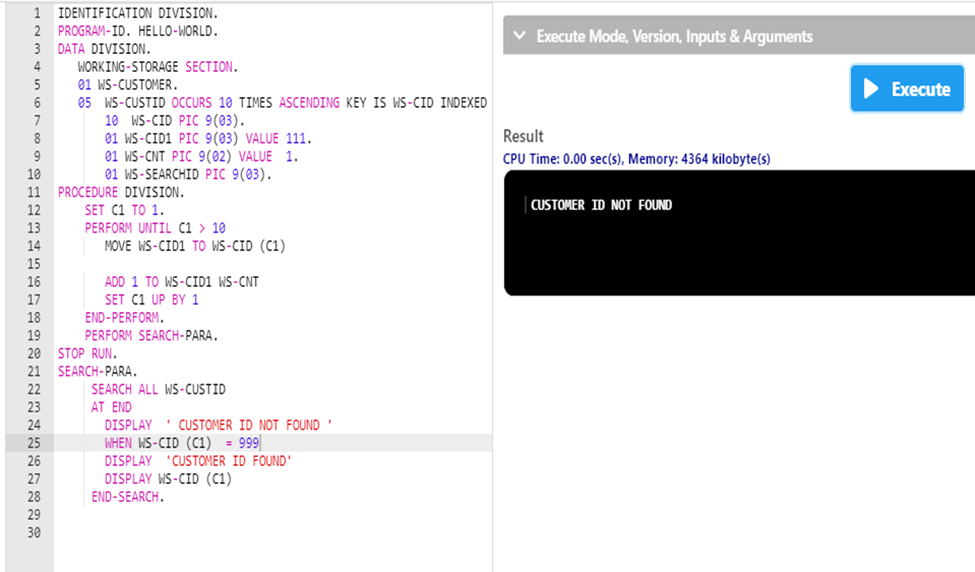 1 IDENTIFICATION DIVISION.
2 PROGRAM-ID. HELLO-WORLD.
3 DATA DIVISION.
4 WORKING-STORAGE SECTION.
5 01 WS-CUSTOMER.
6 05 WS-CUSTID OCCURS 10 TIMES ASCENDING KEY IS WS-CID INDEXED
7 10 WS-CID PIC 9(03).
8 01 WS-CID1 PIC 9(03) VALUE 111.
9 01 WS-CNT PIC 9(02) VALUE 1.
10 01 WS-SEARCHID PIC 9(03).
11 PROCEDURE DIVISION.
12 SET C1 TO 1.
13 PERFORM UNTIL C1 > 10
14 MOVE WS-CID1 TO WS-CID (C1)
15
16 ADD 1 TO WS-CID1 WS-CNT
17 SET C1 UP BY 1
18 END-PERFORM.
19 PERFORM SEARCH-PARA.
20 STOP RUN.
21 SEARCH-PARA.
22 SEARCH ALL WS-CUSTID
23 AT END
24 DISPLAY ' CUSTOMER ID NOT FOUND '
25 WHEN WS-CID (C1) = 999
26 DISPLAY 'CUSTOMER ID FOUND'
27 DISPLAY WS-CID (C1)
28 END-SEARCH.
29
30
Execute Mode, Version, Inputs & Arguments
Execute
Result
CPU Time: 0.00 sec(s), Memory: 4364 kilobyte(s)
CUSTOMER ID NOT FOUND